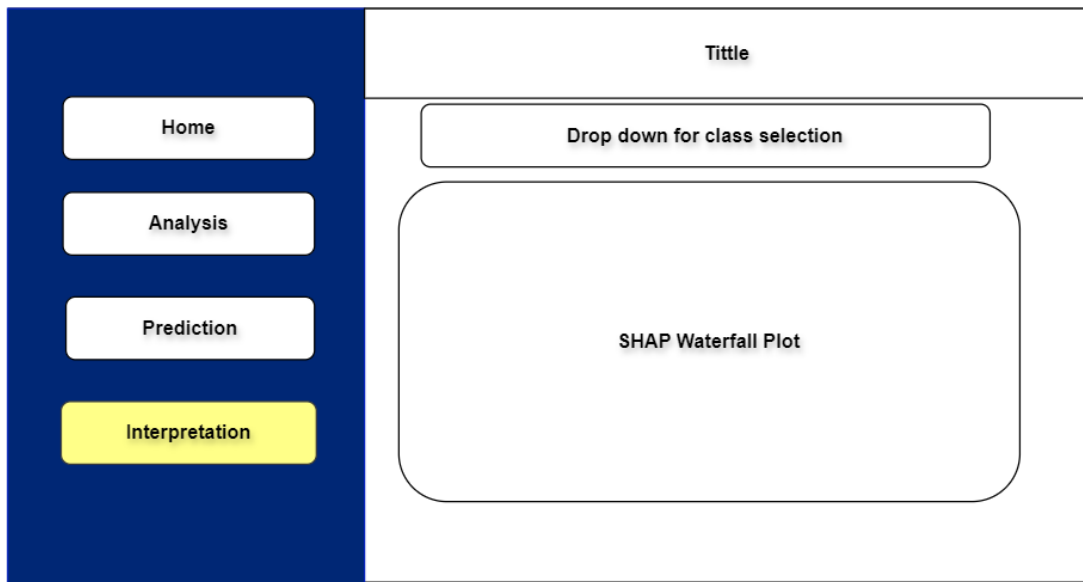 Tittle
Home
Analysis
Prediction
Interpretation
Drop down for class selection
SHAP Waterfall Plot